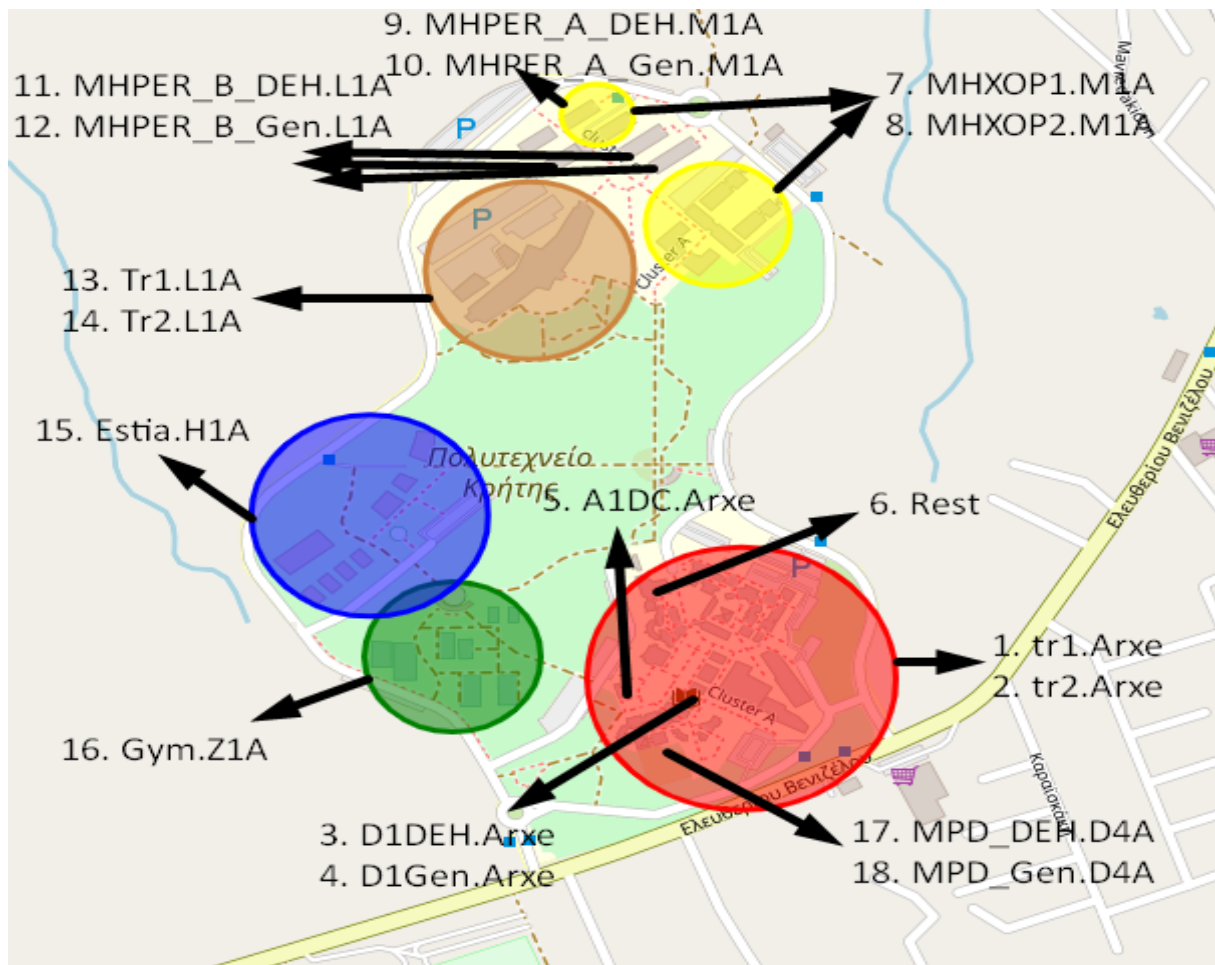 9. MHPER_A_DEH.M1A
10. MHPER_A_Gen.M1A
11. MHPER_B_DEH.L1A
12. MHPER_B_Gen.L1A
7. MHXOP1.M1A
8. MHXOP2.M1A
P
P
Cluster A
13. Tr1.L1A
14. Tr2.L1A
15. Estia.H1A
Πολυτεχνείο
Κρήτης
5. A1DC.Arxe
6. Rest
Ελευθερίου Βενιζέλου
P
1. tr1.Arxe
2. tr2.Arxe
Cluster A
16. Gym.Z1A
Ελευθερίου Βενιζέλου
3. D1DEH.Arxe
4. D1Gen.Arxe
17. MPD_DEH.D4A
18. MPD_Gen.D4A